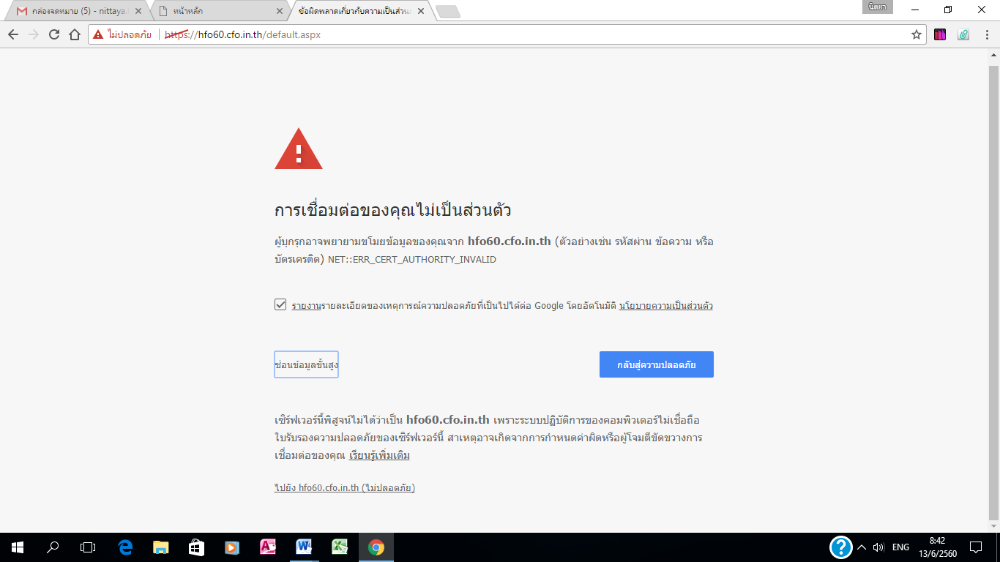 กล่องจดหมาย (5) - nittaya.
หน้าหลัก
ข้อผิดพลาดเกี่ยวกับความเป็นส่วน
นิตยา
ไม่ปลอดภัย
https://hfo60.cfo.in.th/default.aspx
การเชื่อมต่อของคุณไม่เป็นส่วนตัว
ผู้บุกรุกอาจพยายามขโมยข้อมูลของคุณจาก hfo60.cfo.in.th (ตัวอย่างเช่น รหัสผ่าน ข้อความ หรือ
บัตรเครดิต) NET::ERR_CERT_AUTHORITY_INVALID
รายงานรายละเอียดของเหตุการณ์ความปลอดภัยที่เป็นไปได้ต่อ Google โดยอัตโนมัติ นโยบายความเป็นส่วนตัว
ซ่อนข้อมูลขั้นสูง
กลับสู่ความปลอดภัย
เซิร์ฟเวอร์นี้พิสูจน์ไม่ได้ว่าเป็น hfo60.cfo.in.th เพราะระบบปฏิบัติการของคอมพิวเตอร์ไม่เชื่อถือ
ใบรับรองความปลอดภัยของเซิร์ฟเวอร์นี้ สาเหตุอาจเกิดจากการกำหนดค่าผิดหรือผู้โจมตีขัดขวางการ
เชื่อมต่อของคุณ เรียนรู้เพิ่มเติม
ไปยัง hfo60.cfo.in.th (ไม่ปลอดภัย)
ENG
8:42
13/6/2560